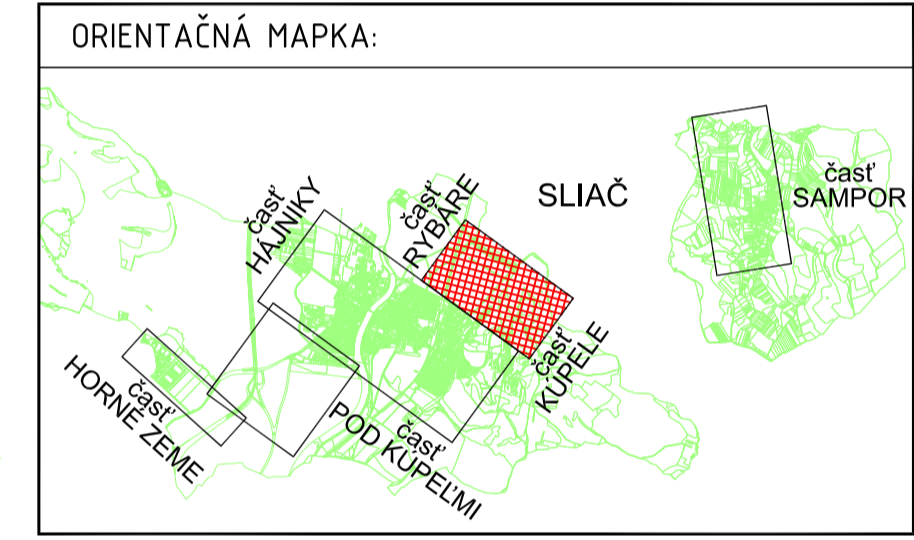 ORIENTAČNÁ MAPKA:
časť
HÁJNIKY
časť
RYBÁRE
SLIAČ
časť
SAMPOR
časť
KÚPELE
časť
HORNÉ ZEME
časť
POD KÚPEĽMI